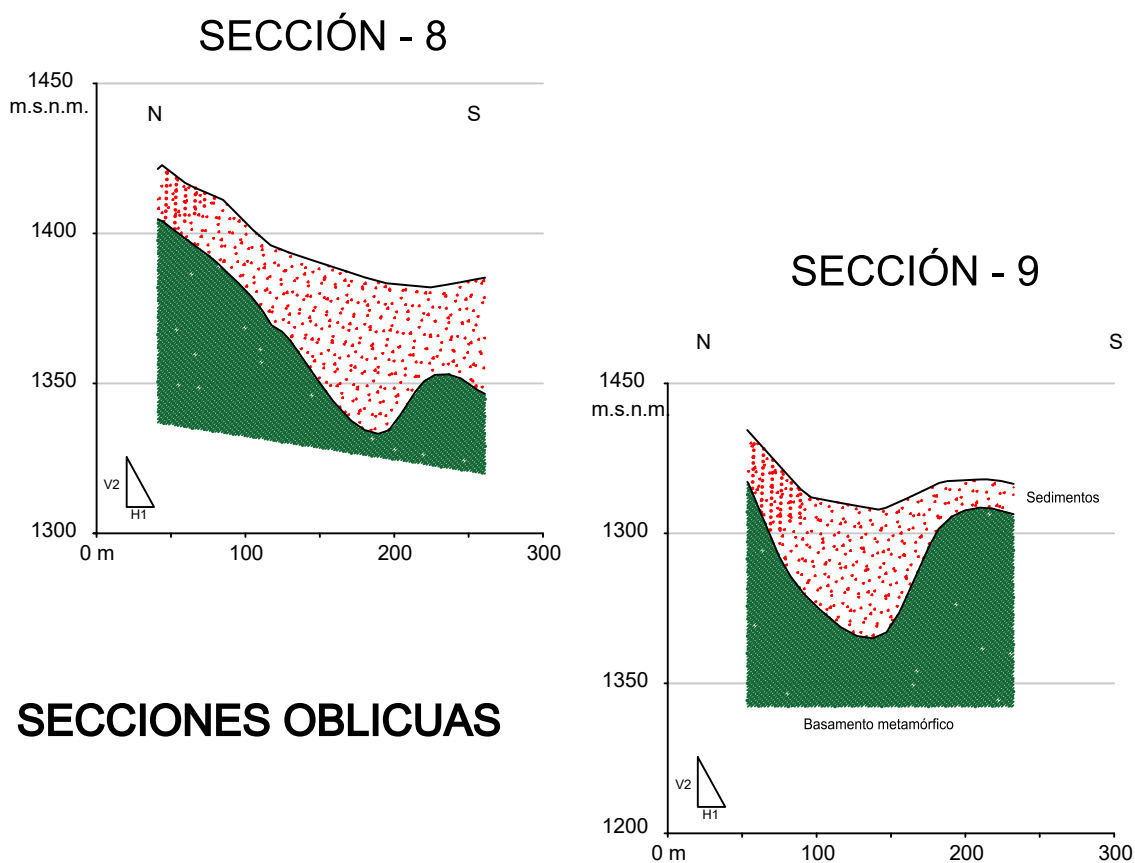 SECCIÓN - 8
1450
m.s.n.m.
N
S
1400
1350
V2
H1
1300
0 m
100
200
300
SECCIÓN - 9
N
S
1450
m.s.n.m.
Sedimentos
1300
1350
Basamento metamórfico
V2
H1
1200
0 m
100
200
300
SECCIONES OBLICUAS